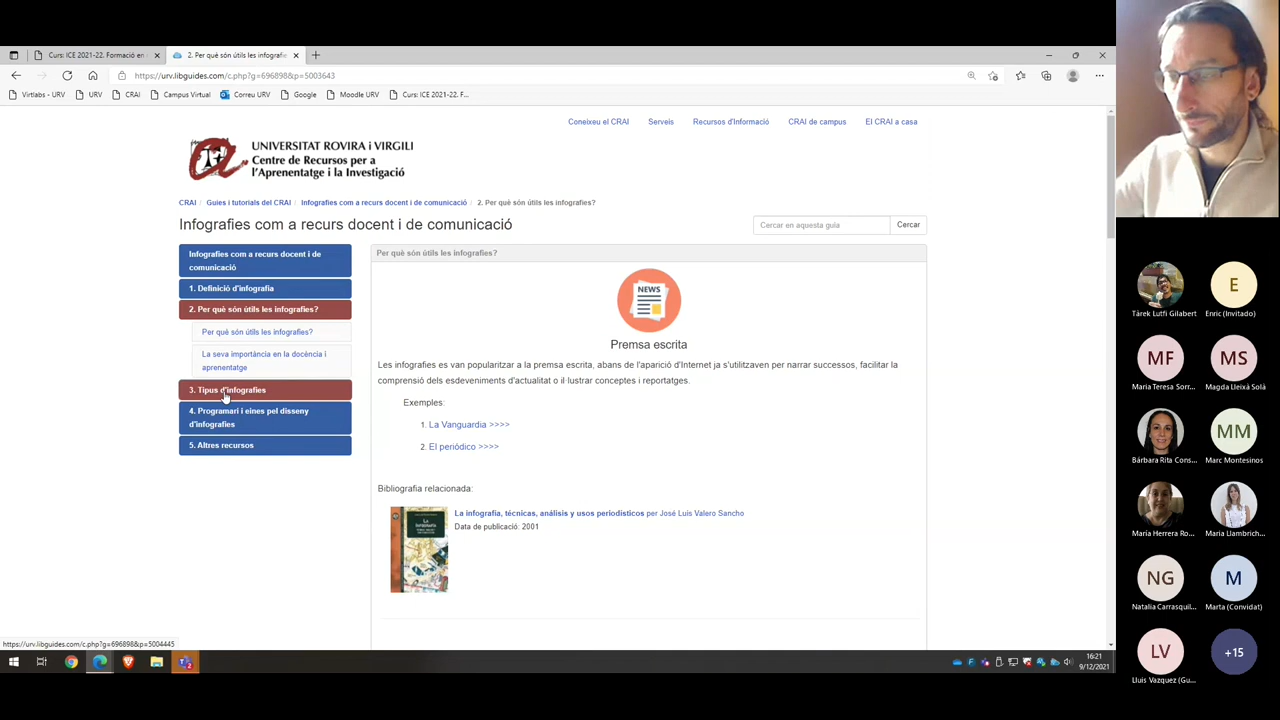 Curs: ICE 2021-22. Formació en
2. Per què són útils les infografie
https://urv.libguides.com/c.php?g=696898&p=5003643
Virtlabs - URV
URV
CRAI
Campus Virtual
Correu URV
Google
Moodle URV
Curs: ICE 2021-22. F...
Coneixeu el CRAI
Serveis
Recursos d'Informació
CRAI de campus
El CRAI a casa
UNIVERSITAT ROVIRA i VIRGILI
Centre de Recursos per a
l'Aprenentatge i la Investigació
CRAI / Guies i tutorials del CRAI / Infografies com a recurs docent i de comunicació / 2. Per què són útils les infografies?
Infografies com a recurs docent i de comunicació
Cercar en aquesta guia
Cercar
Infografies com a recurs docent i de
comunicació
1. Definició d'infografia
2. Per què són útils les infografies?
Per què són útils les infografies?
La seva importància en la docència i
aprenentatge
3. Tipus d'infografies
4. Programari i eines pel disseny
d'infografies
5. Altres recursos
Per què són útils les infografies?
NEWS
Premsa escrita
Les infografies es van popularitzar a la premsa escrita, abans de l'aparició d'Internet ja s'utilitzaven per narrar successos, facilitar la
comprensió dels esdeveniments d'actualitat o il·lustrar conceptes i reportatges.
Exemples:
1. La Vanguardia >>>>
2. El periòdico >>>>
Bibliografia relacionada:
La infografia, técnicas, análisis y usos periodísticos per José Luis Valero Sancho
Data de publicació: 2001
https://urv.libguides.com/c.php?g=696898&p=5004445
16:21
9/12/2021
Tàrek Lutfi Gilabert
E
Enric (Invitado)
MF
Maria Teresa Sorr...
MS
Magda Lleixà Solà
Bárbara Rita Cons...
MM
Marc Montesinos
María Herrera Ro...
Maria Llambrich...
NG
Natalia Carrasquil...
M
Marta (Convidat)
LV
Lluis Vazquez (Gu...
+15